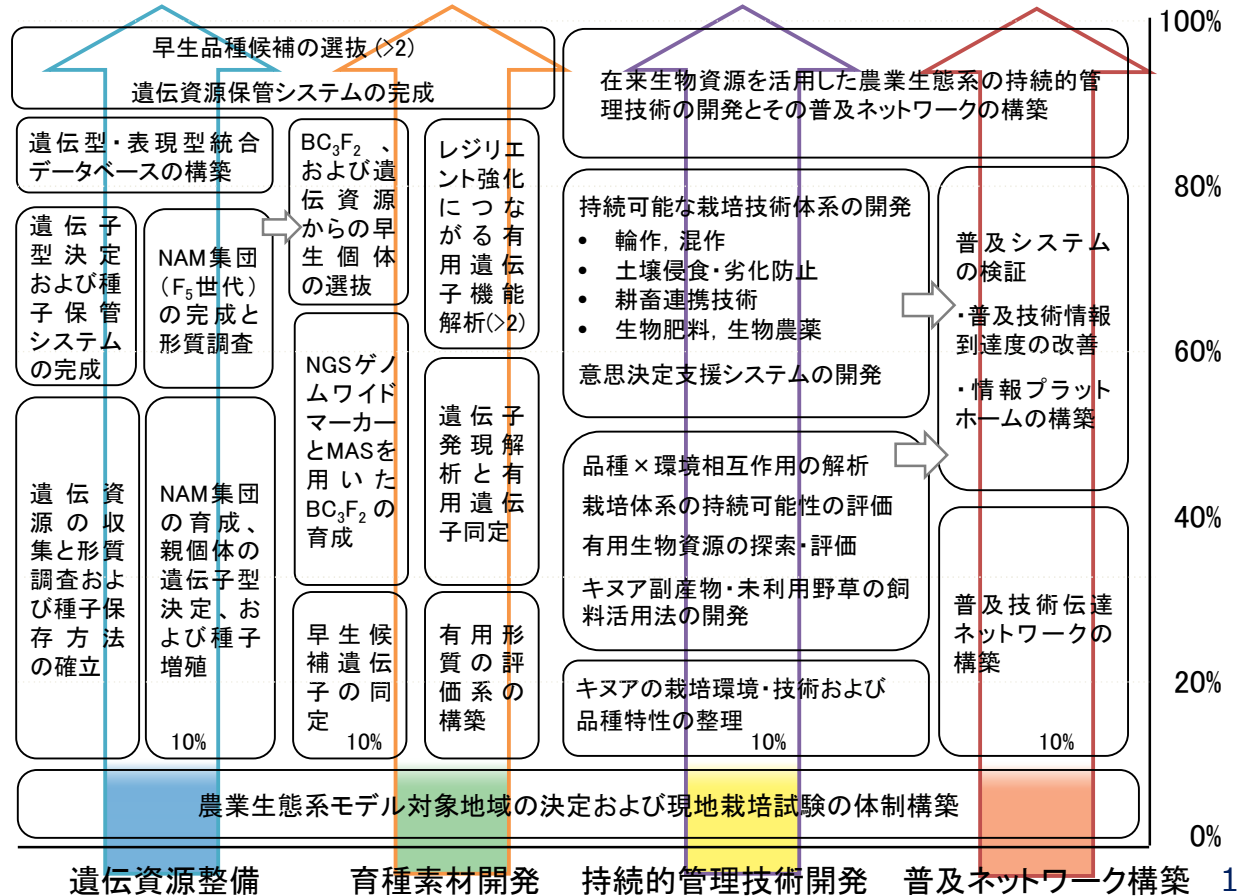 早生品種候補の選抜 (>2)
遺伝資源保管システムの完成
在来生物資源を活用した農業生態系の持続的管
理技術の開発とその普及ネットワークの構築
遺伝型・表現型統合
データベースの構築
遺伝子
型決定
および種
子保管
システム
の完成
NAM集団
(F₅世代)
の完成と
形質調査
BC₃F₂、
および遺
伝資源
からの早
生個体
の選抜
レジリエ
ント強化
につな
がる有
用遺伝
子機能
解析(>2)
持続可能な栽培技術体系の開発
• 輪作, 混作
• 土壌侵食・劣化防止
• 耕畜連携技術
• 生物肥料, 生物農薬
意思決定支援システムの開発
普及システム
の検証
・普及技術情報
到達度の改善
・情報プラット
ホームの構築
遺伝資
源の収
集と形質
調査およ
び種子保
存方法
の確立
NAM集団
の育成、
親個体の
遺伝子型
決定、お
よび種子
増殖
10%
NGSゲノ
ムワイド
マーカー
とMASを
用いた
BC₃F₂の
育成
遺伝子
発現解
析と有
用遺伝
子同定
品種×環境相互作用の解析
栽培体系の持続可能性の評価
有用生物資源の探索・評価
キヌア副産物・未利用野草の飼
料活用法の開発
早生候
補遺伝
子の同
定
10%
有用形
質の評
価系の
構築
キヌアの栽培環境・技術および
品種特性の整理
10%
普及技術伝達
ネットワークの
構築
10%
農業生態系モデル対象地域の決定および現地栽培試験の体制構築
100%
80%
60%
40%
20%
0%
遺伝資源整備 育種素材開発 持続的管理技術開発 普及ネットワーク構築 1